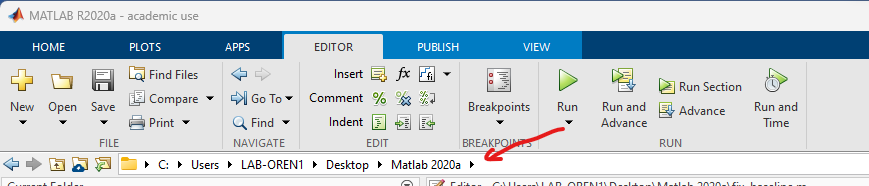 MATLAB R2020a - academic use
HOME PLOTS APPS EDITOR PUBLISH VIEW
New Open Save Find Files Compare Print
Go To Find
Insert fx fi
Comment % %
Indent
Breakpoints
Run Run and Advance Run Section Advance Run and Time
FILE NAVIGATE EDIT BREAKPOINTS RUN
C: Users LAB-OREN1 Desktop Matlab 2020a
Current Folder Editor - C:\Users\LAB-OREN1\Desktop\Matlab 2020a\fix_baseline.m